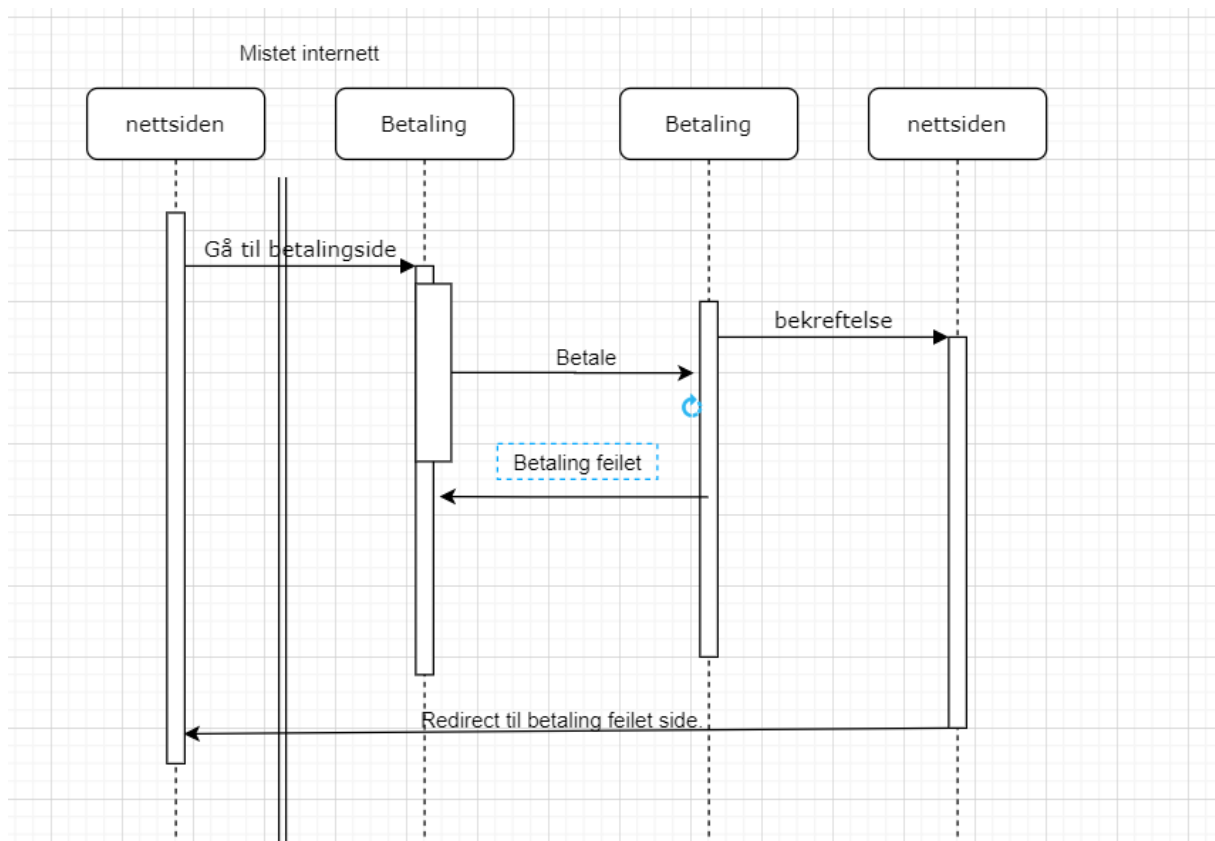 Mistet internett
nettsiden
Betaling
Betaling
nettsiden
Gå til betalingside
bekreftelse
Betale
Betaling feilet
Redirect til betaling feilet side.